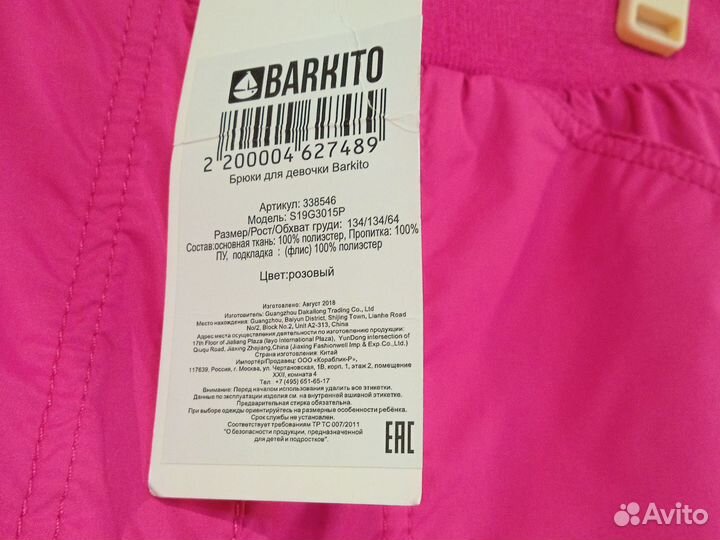 BARKITO
2 200004 627489
Брюки для девочки Barkito
Артикул: 338546
Модель: S19G3015P
Размер/Рост/Обхват груди: 134/134/64
Состав:основная ткань: 100% полиэстер, Пропитка: 100%
ПУ, подкладка : (флис) 100% полиэстер
Цвет:розовый
Изготовлено: Август 2018
Изготовитель: Guangzhou Dakallong Trading Co., Ltd
Место нахождения: Guangzhou, Baiyun District, Shijing Town, Lianhe Road
No/2, Block No.2, Unit A2-313, China
Адрес места осуществления деятельности по изготовлению продукции:
17th Floor of Jialiang Plaza (Iayo International Plaza), YunDong intersection of
Ququ Road, Jiaxing Zhejiang,China (Jiaxing Fashionwell Imp & Exp.Co.,Ltd.)
Страна изготовления: Китай
Импортёр/Продавец: ООО «Кораблик-Р»,
117639, Россия, г. Москва, ул. Чертановская, 1В, корп. 1, этаж 2, помещение
XXII, комната 4
Тел.> +7 (495) 651-65-17
Внимание: Перед началом использования удалить все этикетки.
Данные по эксплуатации изделия см. на внутренней вшивной этикетке.
Предварительная стирка обязательна.
При выборе одежды ориентируйтесь на размерные особенности ребёнка.
Срок службы не установлен.
Соответствует требованиям ТР ТС 007/2011
"О безопасности продукции, предназначенной
для детей и подростков".
EAC
Avito